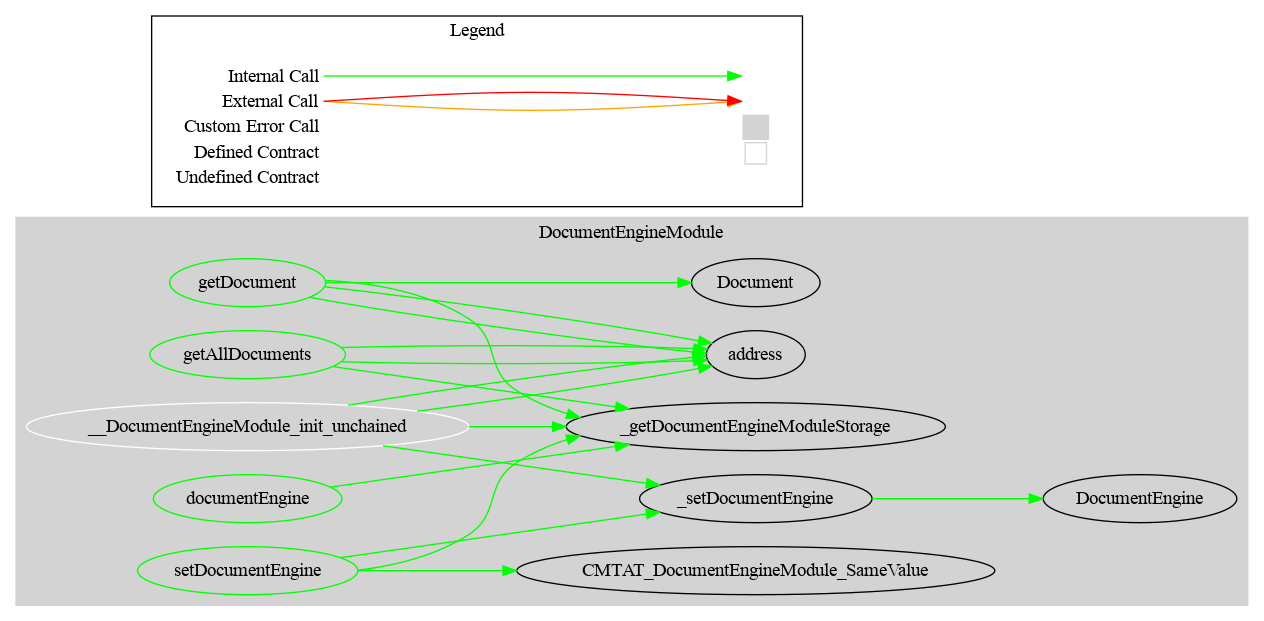 Legend
Internal Call
External Call
Custom Error Call
Defined Contract
Undefined Contract
DocumentEngineModule
getDocument
Document
getAllDocuments
address
__DocumentEngineModule_init_unchained
_getDocumentEngineModuleStorage
documentEngine
_setDocumentEngine
DocumentEngine
setDocumentEngine
CMTAT_DocumentEngineModule_SameValue